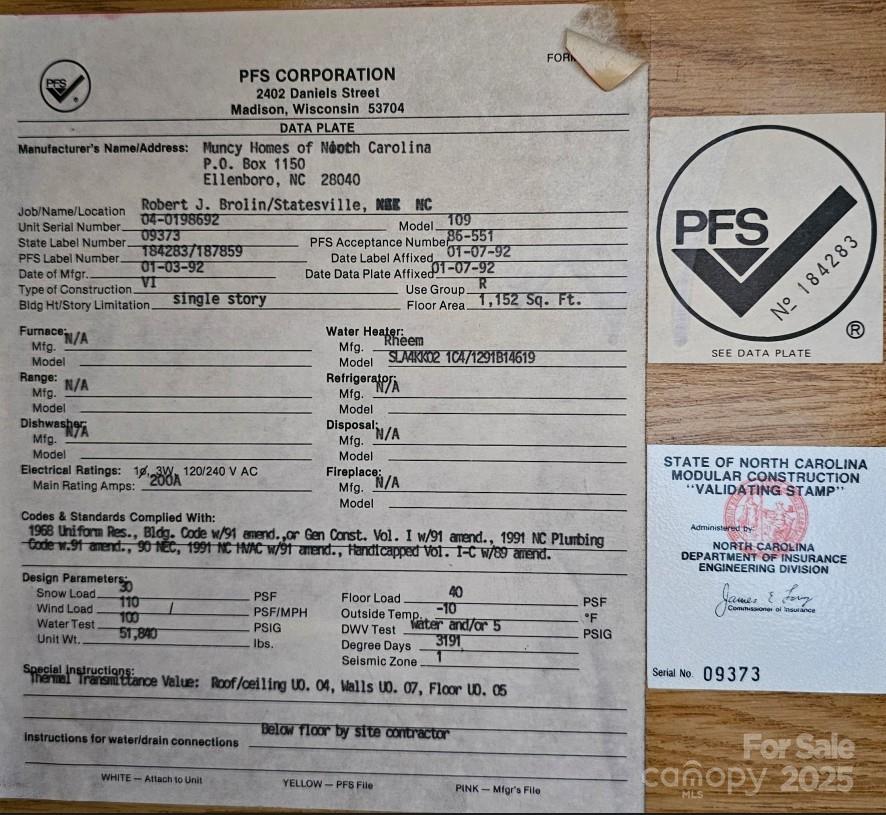 FORM
PFS
®
PFS CORPORATION
2402 Daniels Street
Madison, Wisconsin 53704
DATA PLATE
Manufacturer's Name/Address: Muncy Homes of North Carolina
P.O. Box 1150
Ellenboro, NC 28040
Job/Name/Location Robert J. Brolin/Statesville, NC
Unit Serial Number 04-0198692 Model 109
State Label Number 09373 PFS Acceptance Number 86-551
PFS Label Number 184283/187859 Date Label Affixed 01-07-92
Date of Mfgr. 01-03-92 Date Data Plate Affixed 01-07-92
Type of Construction VI Use Group R
Bldg Ht/Story Limitation single story Floor Area 1,152 Sq. Ft.
Furnace: N/A Water Heater:
Mfg. Mfg. Rheem
Model Model SLA4KK02 1C4/1291B14619
Range: N/A Refrigerator: N/A
Mfg. Mfg.
Model Model
Dishwasher: N/A Disposal: N/A
Mfg. Mfg.
Model Model
Electrical Ratings: 1ø, 3W, 120/240 V AC Fireplace: N/A
Main Rating Amps: 200A Mfg.
Model
Codes & Standards Complied With:
1968 Uniform Res., Bldg. Code w/91 amend.,or Gen Const. Vol. I w/91 amend., 1991 NC Plumbing
Code w.91 amend., 90 NEC, 1991 NC HVAC w/91 amend., Handicapped Vol. I-C w/89 amend.
Design Parameters:
Snow Load 30 PSF Floor Load 40 PSF
Wind Load 110 / PSF/MPH Outside Temp. -10 °F
Water Test 100 PSIG DWV Test Water and/or 5 PSIG
Unit Wt. 51,840 lbs. Degree Days 3191
Seismic Zone 1
Special Instructions:
Thermal Transmittance Value: Roof/ceiling UO. 04, Walls UO. 07, Floor UO. 05
Instructions for water/drain connections Below floor by site contractor
WHITE — Attach to Unit YELLOW — PFS File PINK — Mfgr's File
PFS
No 184283
®
SEE DATA PLATE
STATE OF NORTH CAROLINA
MODULAR CONSTRUCTION
"VALIDATING STAMP"
Administered by:
NORTH CAROLINA
DEPARTMENT OF INSURANCE
ENGINEERING DIVISION
James E. Long
Commissioner of Insurance
Serial No. 09373
For Sale
canopy 2025
MLS